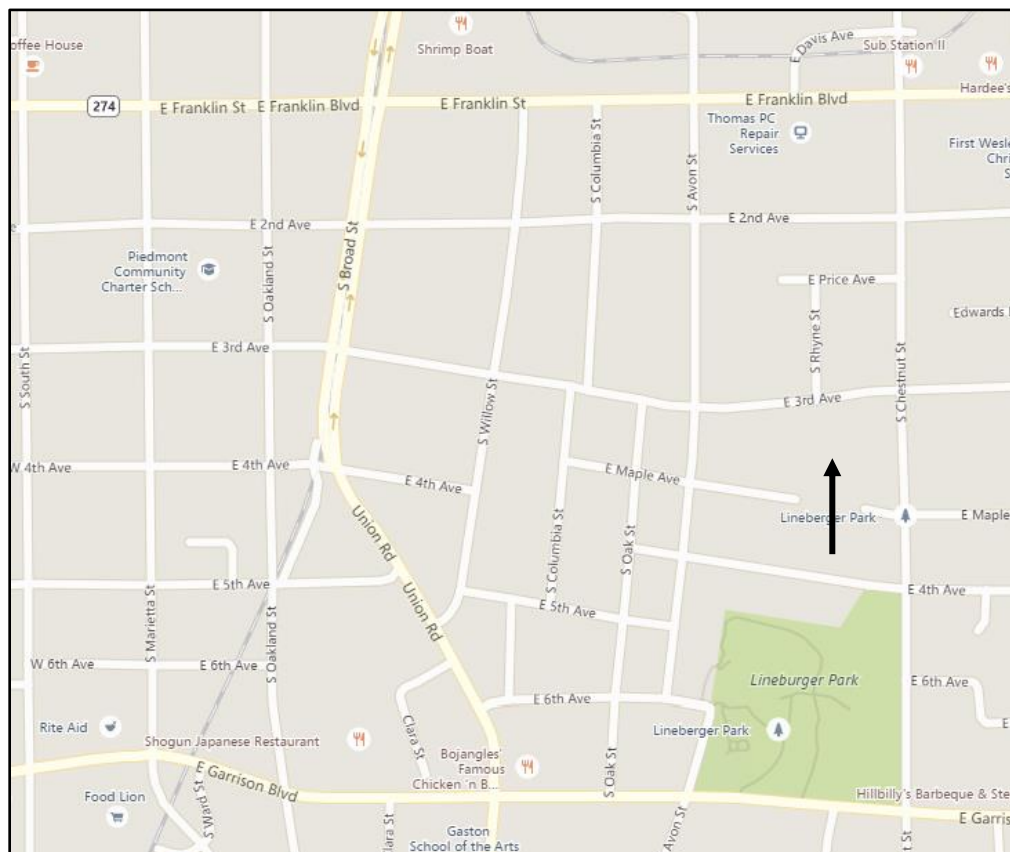 offee House
Shrimp Boat
E Davis Ave
Sub Station II
Hardee's
274
E Franklin St
E Franklin Blvd
E Franklin St
E Franklin Blvd
Thomas PC
Repair
Services
First Wesle
Chri
S
S Columbia St
S Avon St
E 2nd Ave
E 2nd Ave
Piedmont
Community
Charter Sch...
S Oakland St
S Broad St
E Price Ave
Edwards
S Rhyne St
S South St
E 3rd Ave
S Willow St
E 3rd Ave
S Chestnut St
W 4th Ave
E 4th Ave
E 4th Ave
E Maple Ave
Lineberger Park
E Maple
Union Rd
S Columbia St
S Oak St
E 5th Ave
Union Rd
E 5th Ave
E 4th Ave
S Marietta St
S Oakland St
W 6th Ave
E 6th Ave
E 6th Ave
Lineburger Park
E 6th Ave
Rite Aid
Shogun Japanese Restaurant
Clara St
Bojangles'
Famous
Chicken 'n B...
S Oak St
Lineberger Park
E
E Garrison Blvd
Food Lion
S Ward St
Clara St
Gaston
School of the Arts
Avon St
Hillbilly's Barbeque & Ste
E Garris
t St